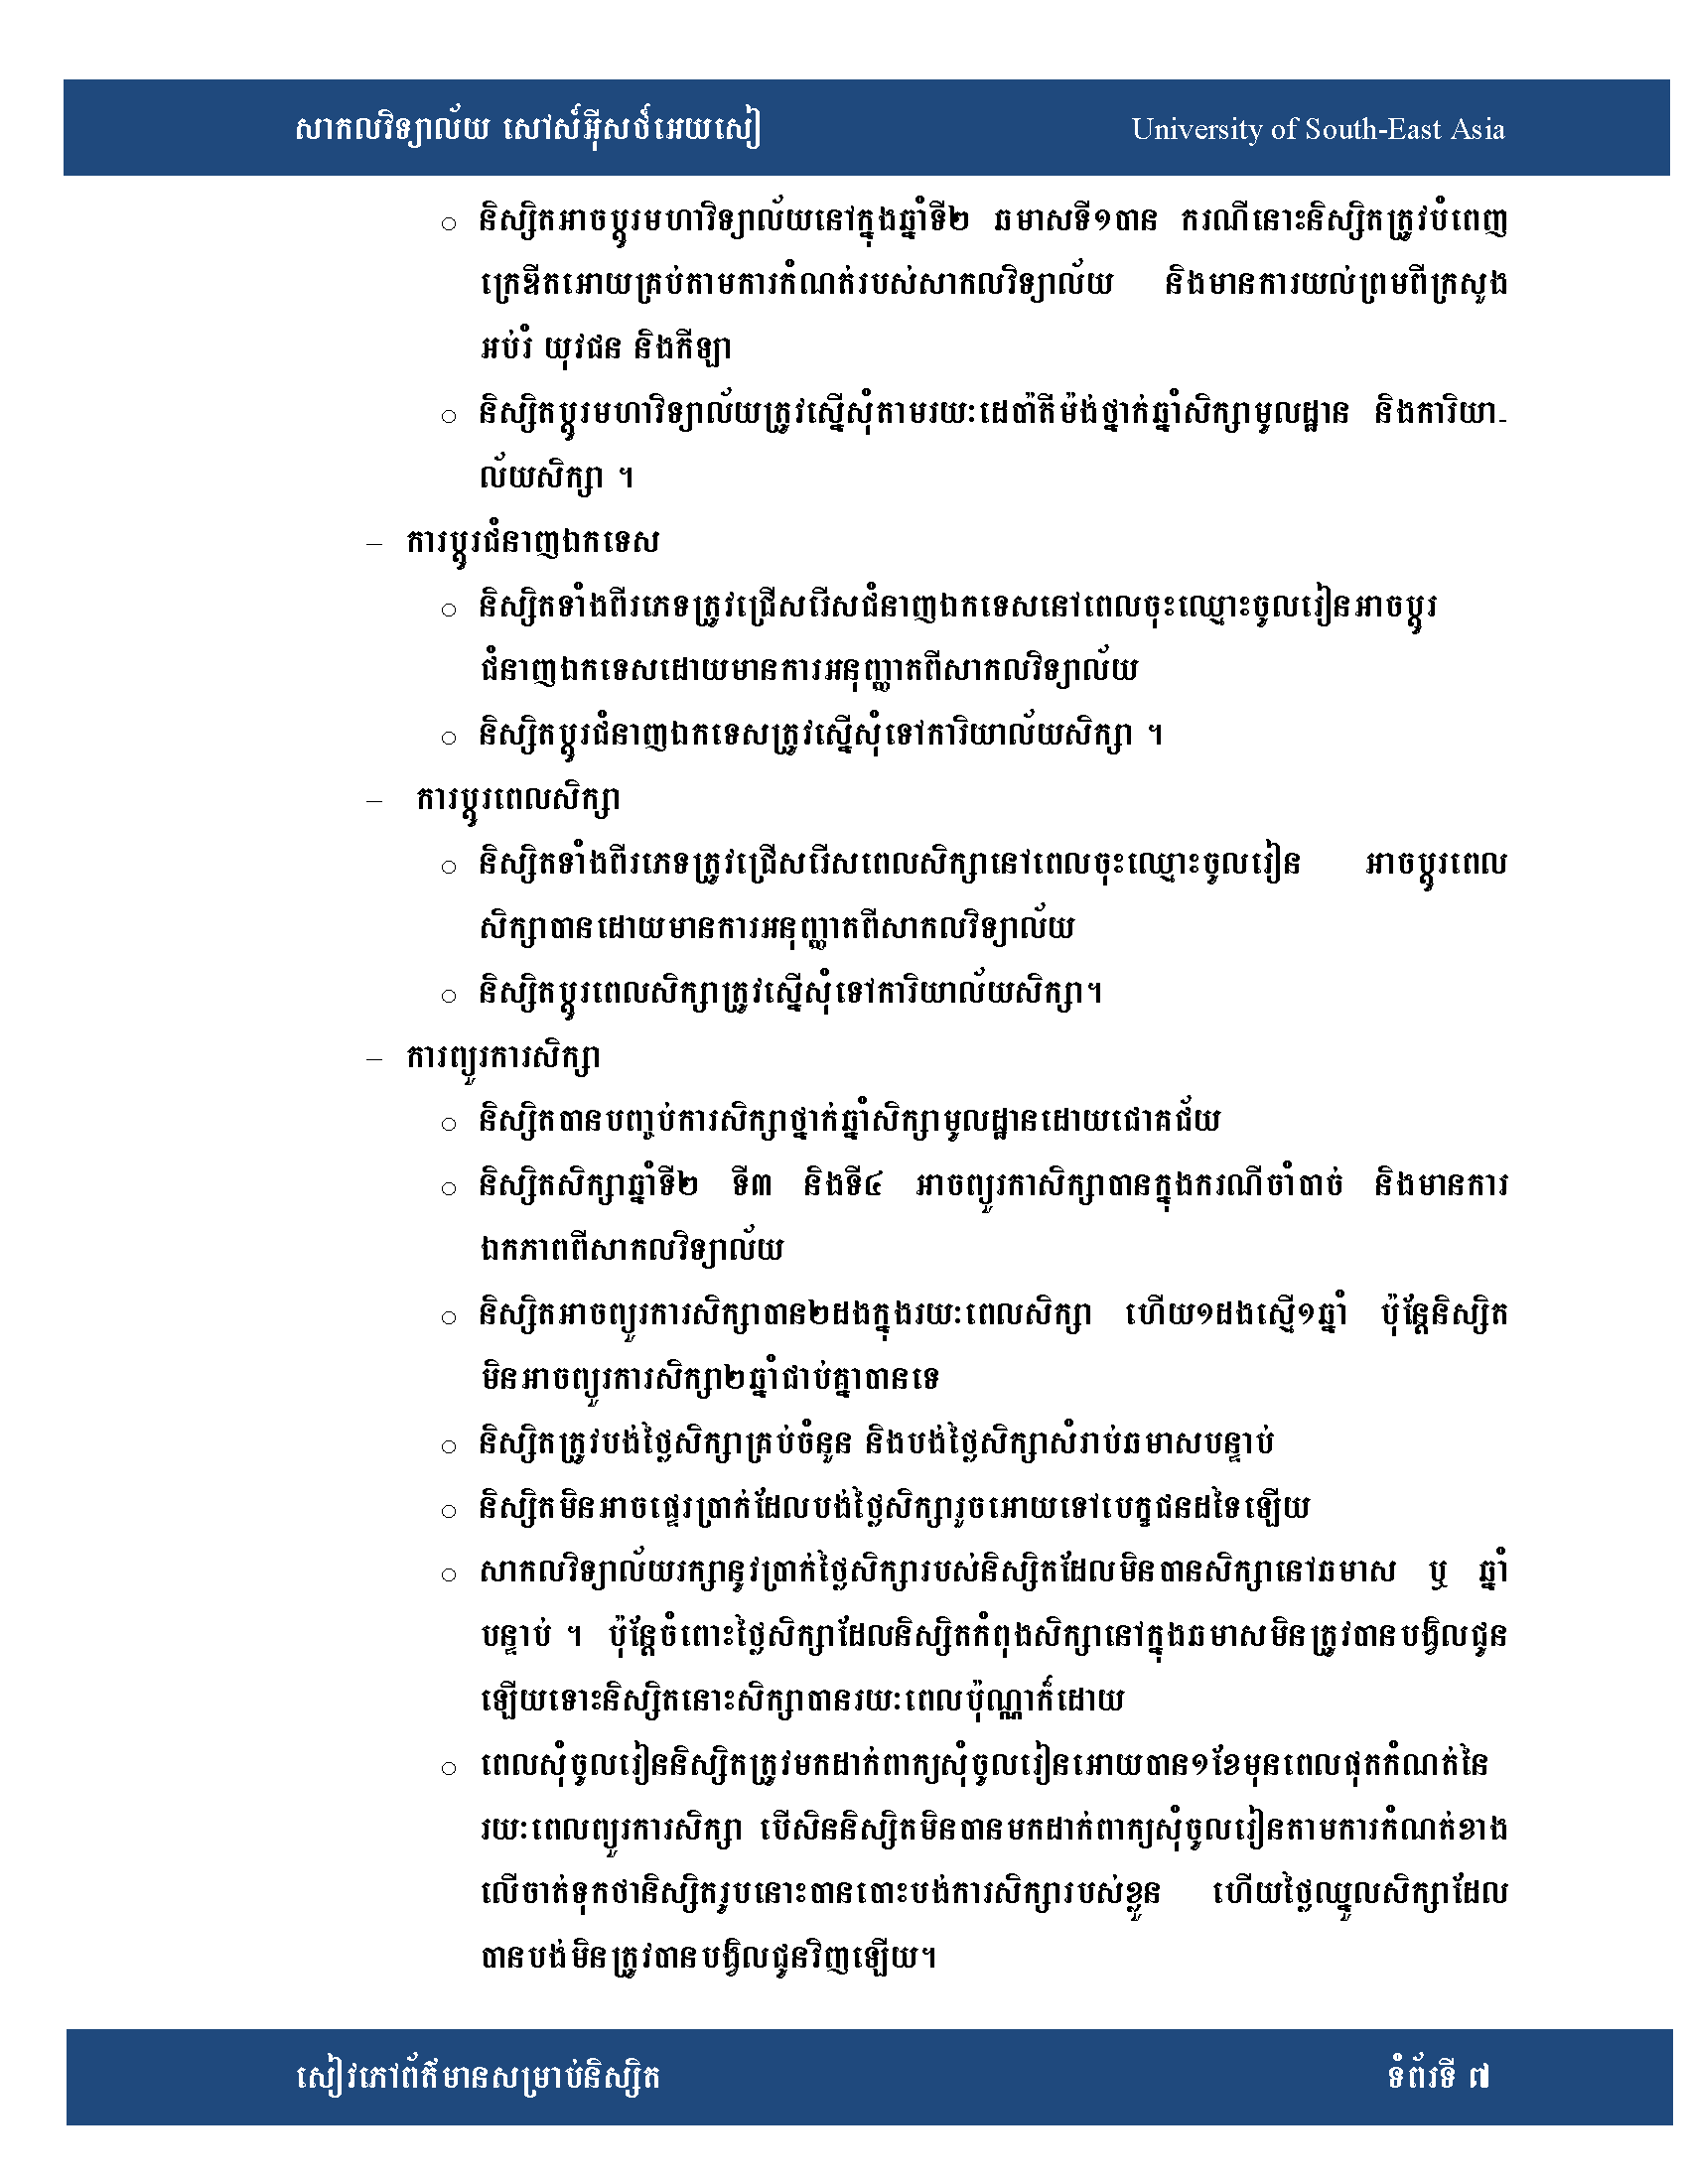 សាកលវិទ្យាល័យ សៅស៍អ៊ីសថ៍អេយសៀ University of South-East Asia
o និស្សិតអាចប្តូរមហាវិទ្យាល័យនៅក្នុងឆ្នាំទី២ ឆមាសទី១បាន ករណីនោះនិស្សិតត្រូវបំពេញ
ក្រេឌីតអោយគ្រប់តាមការកំណត់របស់សាកលវិទ្យាល័យ និងមានការយល់ព្រមពីក្រសួង
អប់រំ យុវជន និងកីឡា
o និស្សិតប្តូរមហាវិទ្យាល័យត្រូវស្នើសុំតាមរយៈដេប៉ាតឺម៉ង់ថ្នាក់ឆ្នាំសិក្សាមូលដ្ឋាន និងការិយា-
ល័យសិក្សា ។
– ការប្តូរជំនាញឯកទេស
o និស្សិតទាំងពីរភេទត្រូវជ្រើសរើសជំនាញឯកទេសនៅពេលចុះឈ្មោះចូលរៀនអាចប្តូរ
ជំនាញឯកទេសដោយមានការអនុញ្ញាតពីសាកលវិទ្យាល័យ
o និស្សិតប្តូរជំនាញឯកទេសត្រូវស្នើសុំទៅការិយាល័យសិក្សា ។
– ការប្តូរពេលសិក្សា
o និស្សិតទាំងពីរភេទត្រូវជ្រើសរើសពេលសិក្សានៅពេលចុះឈ្មោះចូលរៀន អាចប្តូរពេល
សិក្សាបានដោយមានការអនុញ្ញាតពីសាកលវិទ្យាល័យ
o និស្សិតប្តូរពេលសិក្សាត្រូវស្នើសុំទៅការិយាល័យសិក្សា។
– ការព្យួរការសិក្សា
o និស្សិតបានបញ្ចប់ការសិក្សាថ្នាក់ឆ្នាំសិក្សាមូលដ្ឋានដោយជោគជ័យ
o និស្សិតសិក្សាឆ្នាំទី២ ទី៣ និងទី៤ អាចព្យួរកាសិក្សាបានក្នុងករណីចាំបាច់ និងមានការ
ឯកភាពពីសាកលវិទ្យាល័យ
o និស្សិតអាចព្យួរការសិក្សាបាន២ដងក្នុងរយៈពេលសិក្សា ហើយ១ដងស្មើ១ឆ្នាំ ប៉ុន្តែនិស្សិត
មិនអាចព្យួរការសិក្សា២ឆ្នាំជាប់គ្នាបានទេ
o និស្សិតត្រូវបង់ថ្លៃសិក្សាគ្រប់ចំនួន និងបង់ថ្លៃសិក្សាសំរាប់ឆមាសបន្ទាប់
o និស្សិតមិនអាចផ្ទេរប្រាក់ដែលបង់ថ្លៃសិក្សារួចអោយទៅបេក្ខជនដទៃឡើយ
o សាកលវិទ្យាល័យរក្សានូវប្រាក់ថ្លៃសិក្សារបស់និស្សិតដែលមិនបានសិក្សានៅឆមាស ឬ ឆ្នាំ
បន្ទាប់ ។ ប៉ុន្តែចំពោះថ្លៃសិក្សាដែលនិស្សិតកំពុងសិក្សានៅក្នុងឆមាសមិនត្រូវបានបង្វិលជូន
ឡើយទោះនិស្សិតនោះសិក្សាបានរយៈពេលប៉ុណ្ណាក៏ដោយ
o ពេលសុំចូលរៀននិស្សិតត្រូវមកដាក់ពាក្យសុំចូលរៀនអោយបាន១ខែមុនពេលផុតកំណត់នៃ
រយៈពេលព្យួរការសិក្សា បើសិននិស្សិតមិនបានមកដាក់ពាក្យសុំចូលរៀនតាមការកំណត់ខាង
លើចាត់ទុកថានិស្សិតរូបនោះបានបោះបង់ការសិក្សារបស់ខ្លួន ហើយថ្លៃឈ្នួលសិក្សាដែល
បានបង់មិនត្រូវបានបង្វិលជូនវិញឡើយ។
សៀវភៅព័ត៌មានសម្រាប់និស្សិត ទំព័រទី ៧